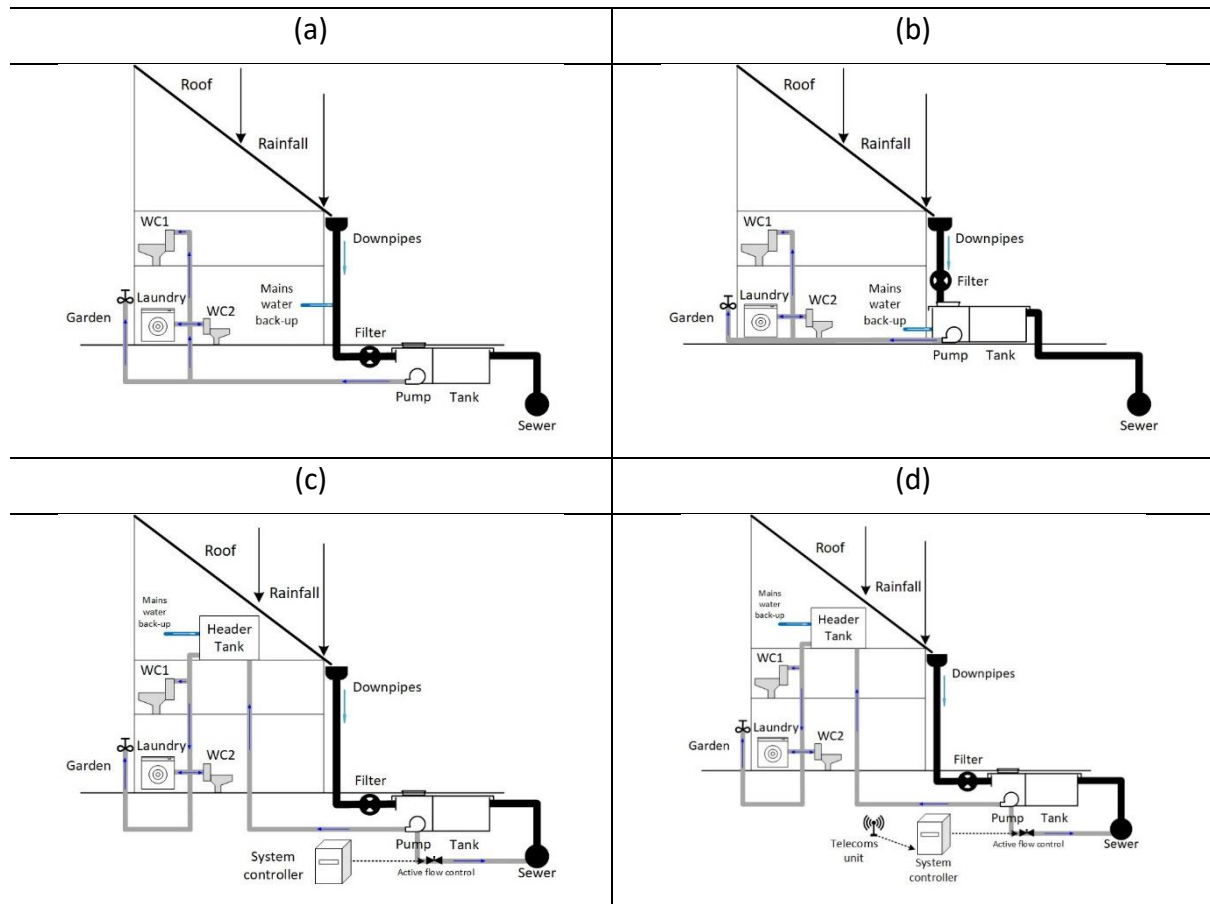 (a)
(b)
Roof
Rainfall
WC1
Downpipes
Laundry
WC2
Garden
Mains
water
back-up
Filter
Pump
Tank
Sewer
Roof
Rainfall
WC1
Downpipes
Filter
Laundry
WC2
Garden
Mains
water
back-up
Pump
Tank
Sewer
(c)
(d)
Roof
Rainfall
Mains
water
back-up
Header
Tank
WC1
Downpipes
Laundry
WC2
Garden
Filter
Pump
Tank
System
controller
Active flow control
Sewer
Roof
Rainfall
Mains
water
back-up
Header
Tank
WC1
Downpipes
Laundry
WC2
Garden
Filter
Pump
Tank
Telecoms
unit
System
controller
Active flow control
Sewer